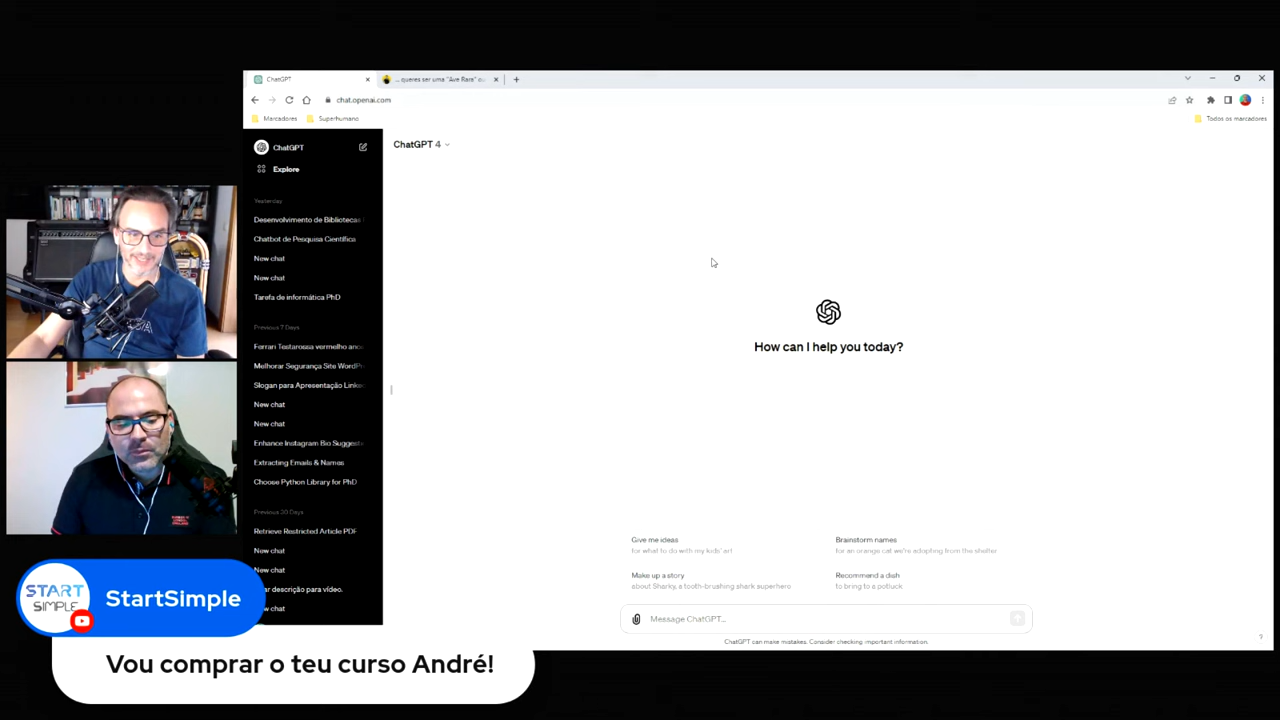 ChatGPT
... queres ser uma "Ave Rara" ou
chat.openai.com
Marcadores
Superhumano
Todos os marcadores
ChatGPT
Explore
Yesterday
Desenvolvimento de Bibliotecas
Chatbot de Pesquisa Científica
New chat
New chat
Tarefa de informática PhD
Previous 7 Days
Ferrari Testarossa vermelho ano
Melhorar Segurança Site WordPr
Slogan para Apresentação Linke
New chat
New chat
Enhance Instagram Bio Suggest
Extracting Emails & Names
Choose Python Library for PhD
Previous 30 Days
Retrieve Restricted Article PDF
New chat
New chat
ar descrição para vídeo.
w chat
ChatGPT 4
How can I help you today?
Give me ideas
for what to do with my kids' art
Brainstorm names
for an orange cat we're adopting from the shelter
Make up a story
about Sharky, a tooth-brushing shark superhero
Recommend a dish
to bring to a potluck
Message ChatGPT...
ChatGPT can make mistakes. Consider checking important information.
?
START
SIMPLE
StartSimple
Vou comprar o teu curso André!